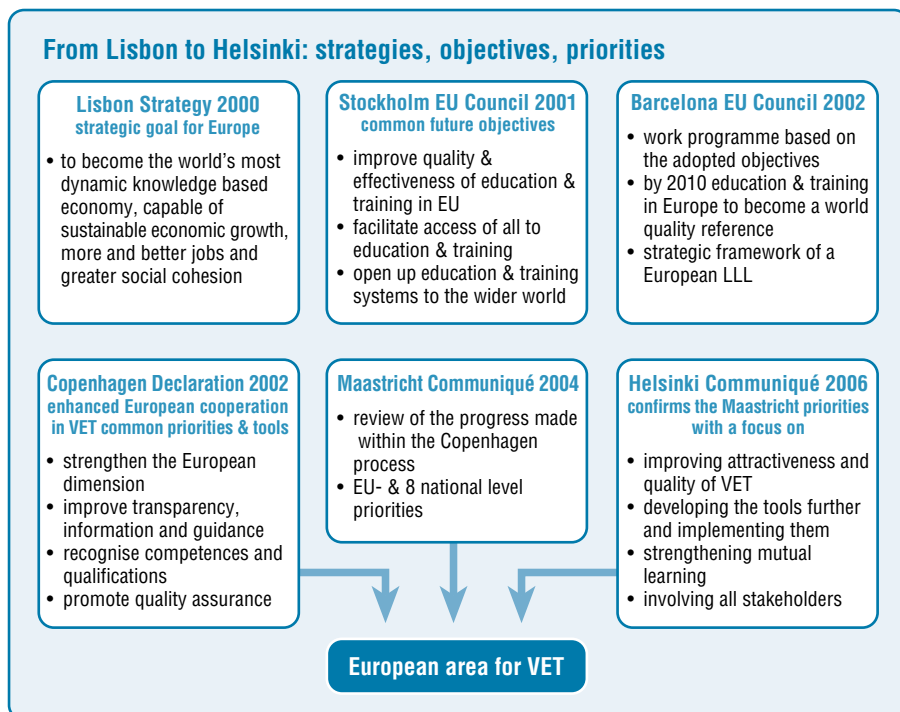 From Lisbon to Helsinki: strategies, objectives, priorities
Lisbon Strategy 2000
strategic goal for Europe
• to become the world's most
dynamic knowledge based
economy, capable of
sustainable economic growth,
more and better jobs and
greater social cohesion
Stockholm EU Council 2001
common future objectives
• improve quality &
effectiveness of education &
training in EU
• facilitate access of all to
education & training
• open up education & training
systems to the wider world
Barcelona EU Council 2002
• work programme based on
the adopted objectives
• by 2010 education & training
in Europe to become a world
quality reference
• strategic framework of a
European LLL
Copenhagen Declaration 2002
enhanced European cooperation
in VET common priorities & tools
• strengthen the European
dimension
• improve transparency,
information and guidance
• recognise competences and
qualifications
• promote quality assurance
Maastricht Communiqué 2004
• review of the progress made
within the Copenhagen
process
• EU- & 8 national level
priorities
Helsinki Communiqué 2006
confirms the Maastricht priorities
with a focus on
• improving attractiveness and
quality of VET
• developing the tools further
and implementing them
• strengthening mutual
learning
• involving all stakeholders
European area for VET